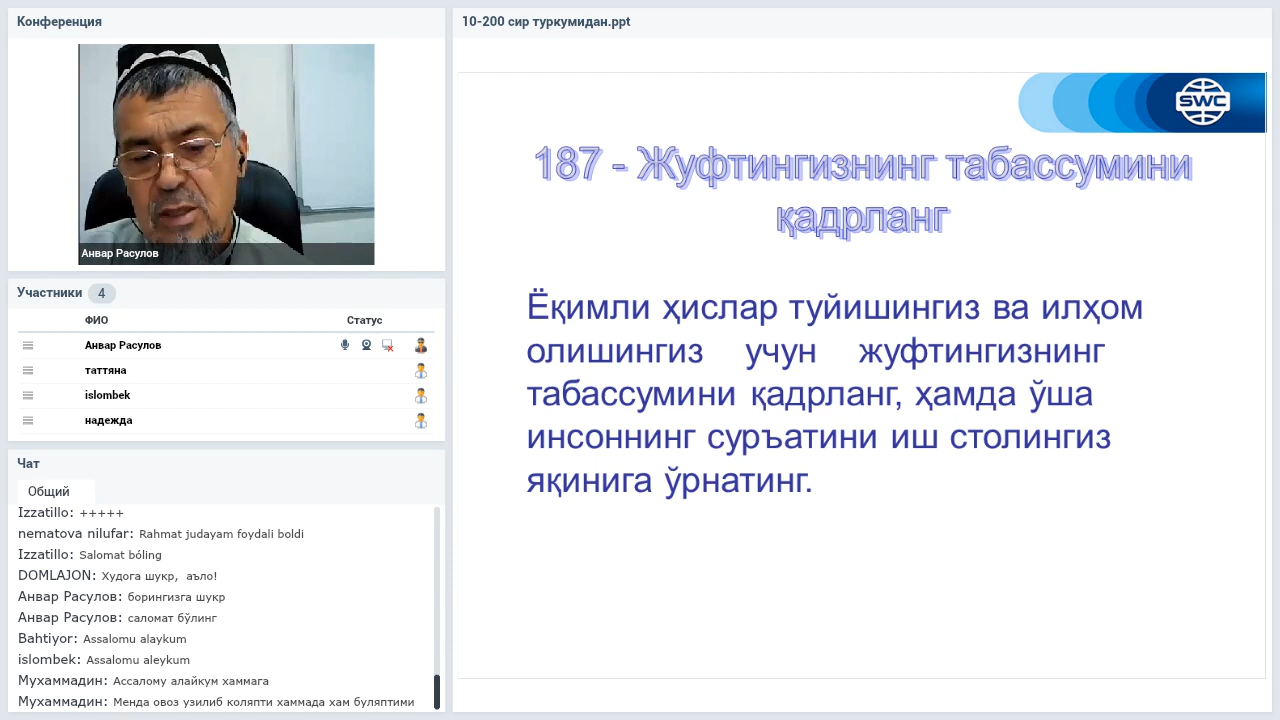 Конференция
Анвар Расулов
Участники 4
ФИО Статус
Анвар Расулов
таттяна
islombek
надежда
Чат
Общий
Izzatillo: +++++
nematova nilufar: Rahmat judayam foydali boldi
Izzatillo: Salomat bóling
DOMLAJON: Худога шукр, аъло!
Анвар Расулов: борингизга шукр
Анвар Расулов: саломат бўлинг
Bahtiyor: Assalomu alaykum
islombek: Assalomu aleykum
Мухаммадин: Ассалому алайкум хаммага
Мухаммадин: Менда овоз узилиб коляпти хаммада хам буляптими
10-200 сир туркумидан.ppt
SWC
187 - Жуфтингизнинг табассумини
қадрланг
Ёқимли ҳислар туйишингиз ва илҳом
олишингиз учун жуфтингизнинг
табассумини қадрланг, ҳамда ўша
инсоннинг суръатини иш столингиз
яқинига ўрнатинг.